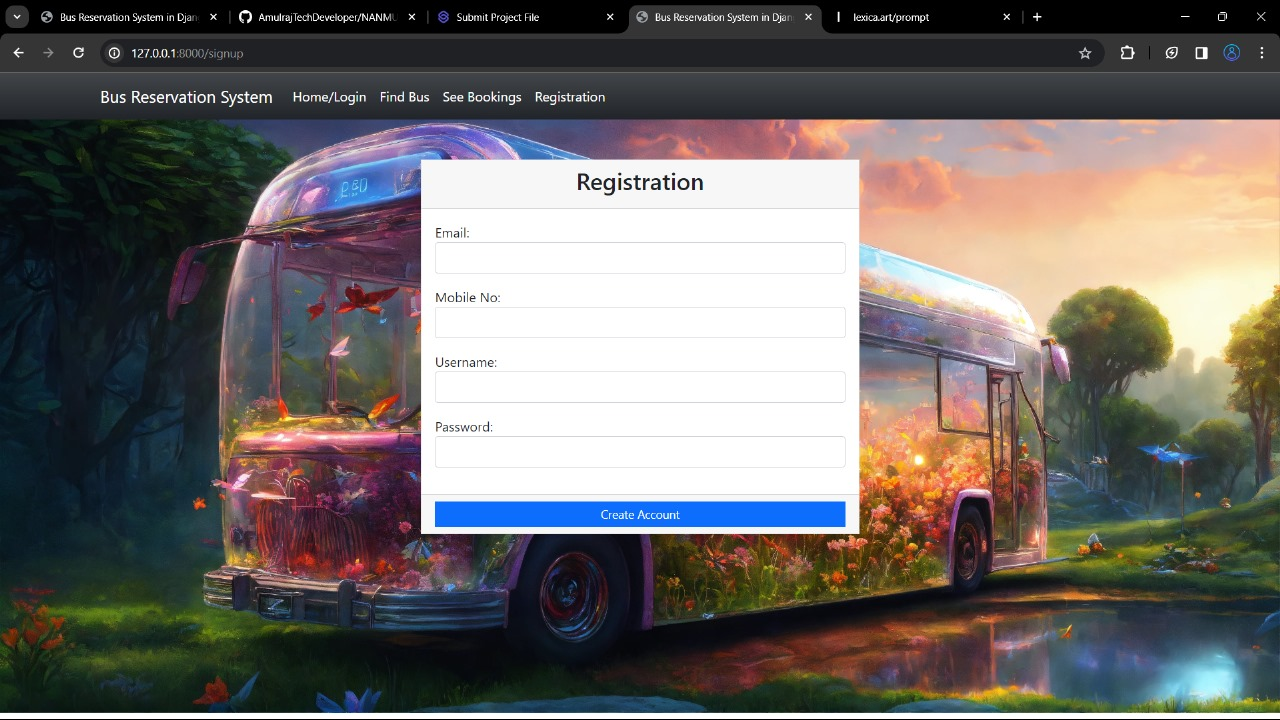 Bus Reservation System in Djan
AmulrajTechDeveloper/NANMU
Submit Project File
Bus Reservation System in Djan
lexica.art/prompt
127.0.0.1:8000/signup
Bus Reservation System Home/Login Find Bus See Bookings Registration
Registration
Email:
Mobile No:
Username:
Password:
Create Account